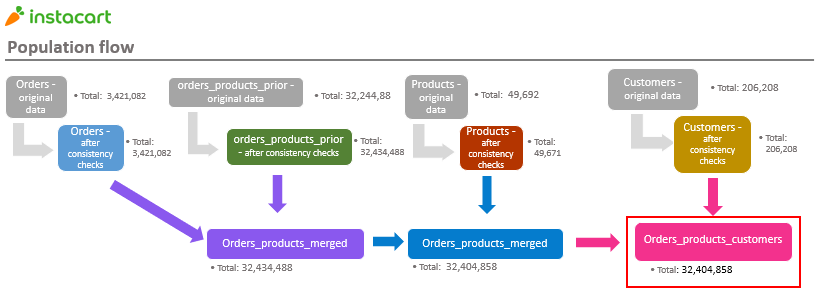 instacart
Population flow
Orders -
original
data
• Total: 3,421,082
orders_products_prior
- original data
• Total: 32,244,88
Products -
original
data
• Total: 49,692
Customers -
original data
• Total: 206,208
Orders -
after
consistency
checks
• Total:
3,421,082
orders_products_prior
- after consistency checks
• Total:
32,434,488
Products -
after
consistency
checks
• Total:
49,671
Customers -
after
consistency
checks
• Total:
206,208
Orders_products_merged
• Total: 32,434,488
Orders_products_merged
• Total: 32,404,858
Orders_products_customers
• Total: 32,404,858